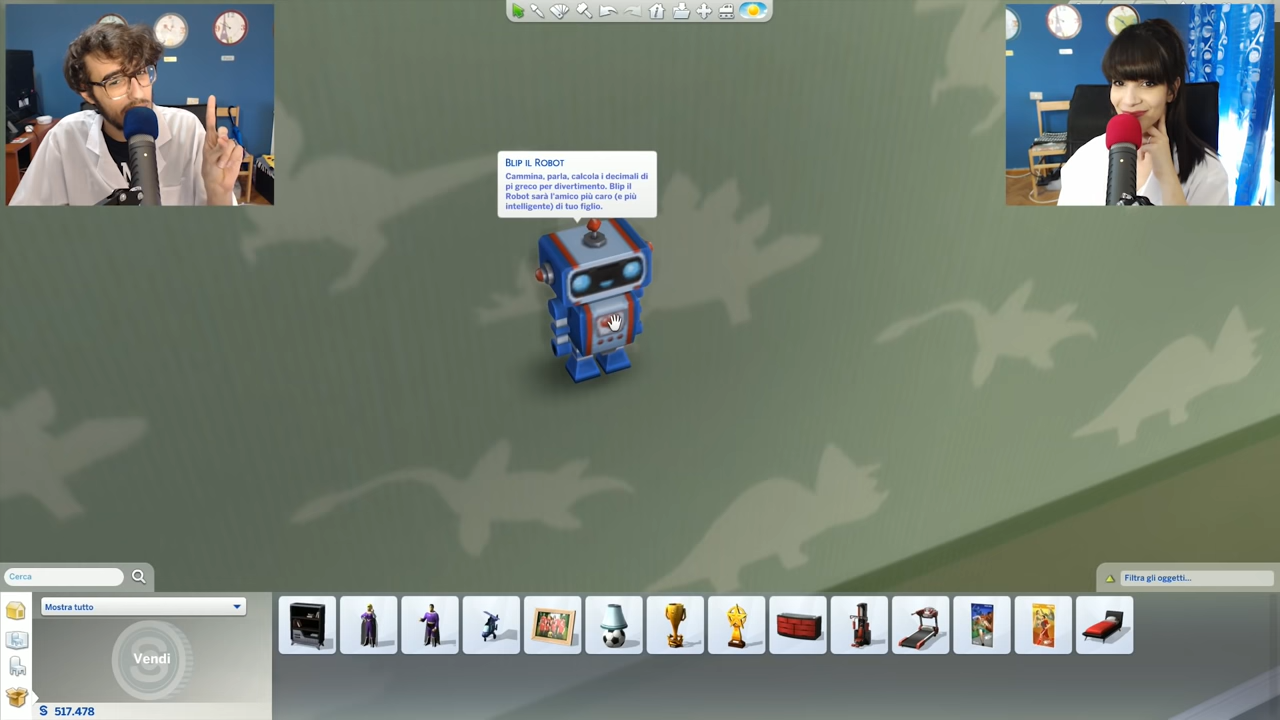 BLIP IL ROBOT
Cammina, parla, calcola i decimali di
pi greco per divertimento. Blip il
Robot sarà l'amico più caro (e più
intelligente) di tuo figlio.
Cerca
Filtra gli oggetti...
Mostra tutto
Vendi
§ 517.478